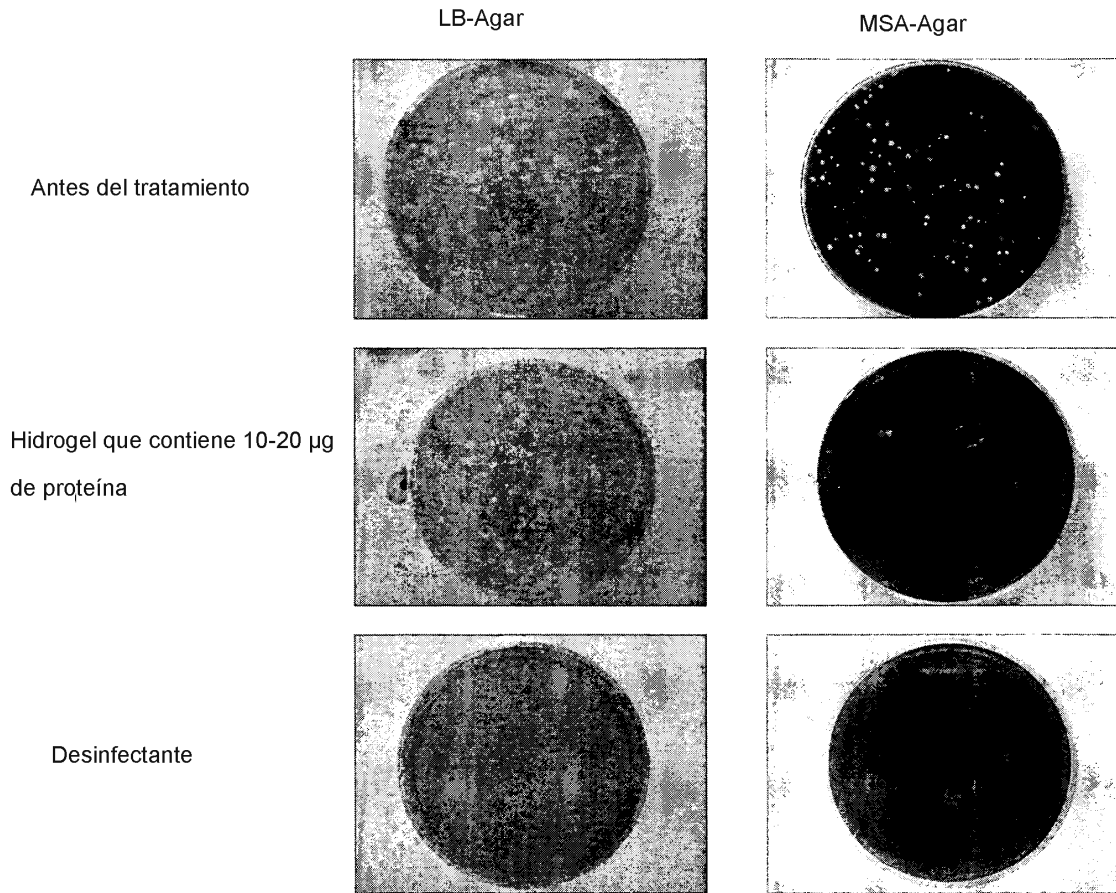 LB-Agar
MSA-Agar
Antes del tratamiento
Hidrogel que contiene 10-20 µg
de proteína
Desinfectante